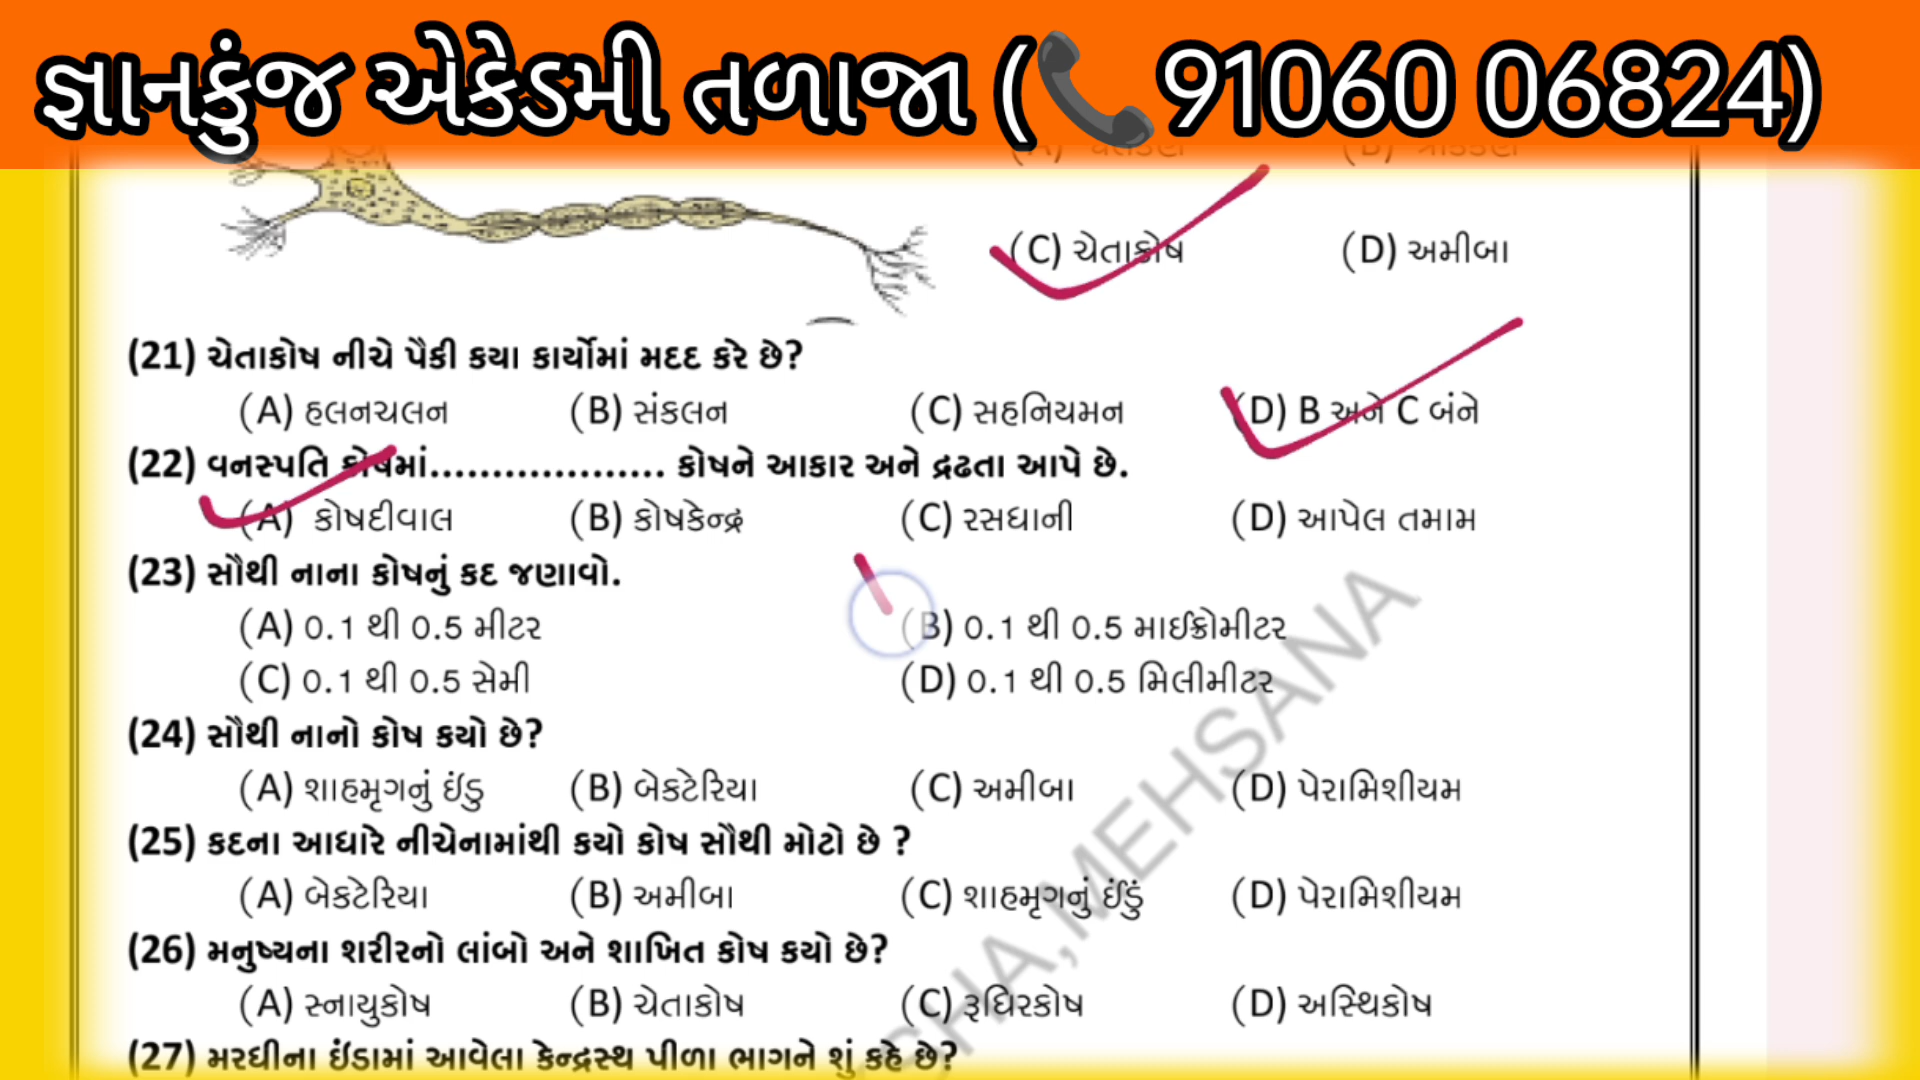 જ્ઞાનકુંજ એકેડમી તળાજા (📞91060 06824)
(C) ચેતાકોષ (D) અમીબા
(21) ચેતાકોષ નીચે પૈકી કયા કાર્યોમાં મદદ કરે છે?
(A) હલનચલન (B) સંકલન (C) સહનિયમન (D) B અને C બંને
(22) વનસ્પતિ કોષમાં................... કોષને આકાર અને દ્રઢતા આપે છે.
(A) કોષદીવાલ (B) કોષકેન્દ્ર (C) રસધાની (D) આપેલ તમામ
(23) સૌથી નાના કોષનું કદ જણાવો.
(A) 0.1 થી 0.5 મીટર (B) 0.1 થી 0.5 માઈક્રોમીટર
(C) 0.1 થી 0.5 સેમી (D) 0.1 થી 0.5 મિલીમીટર
(24) સૌથી નાનો કોષ કયો છે?
(A) શાહમૃગનું ઈંડુ (B) બેકટેરિયા (C) અમીબા (D) પેરામિશીયમ
(25) કદના આધારે નીચેનામાંથી કયો કોષ સૌથી મોટો છે ?
(A) બેકટેરિયા (B) અમીબા (C) શાહમૃગનું ઈંડું (D) પેરામિશીયમ
(26) મનુષ્યના શરીરનો લાંબો અને શાખિત કોષ કયો છે?
(A) સ્નાયુકોષ (B) ચેતાકોષ (C) રૂધિરકોષ (D) અસ્થિકોષ
(27) મરઘીના ઈંડામાં આવેલા કેન્દ્રસ્થ પીળા ભાગને શું કહે છે?
MEHSANA